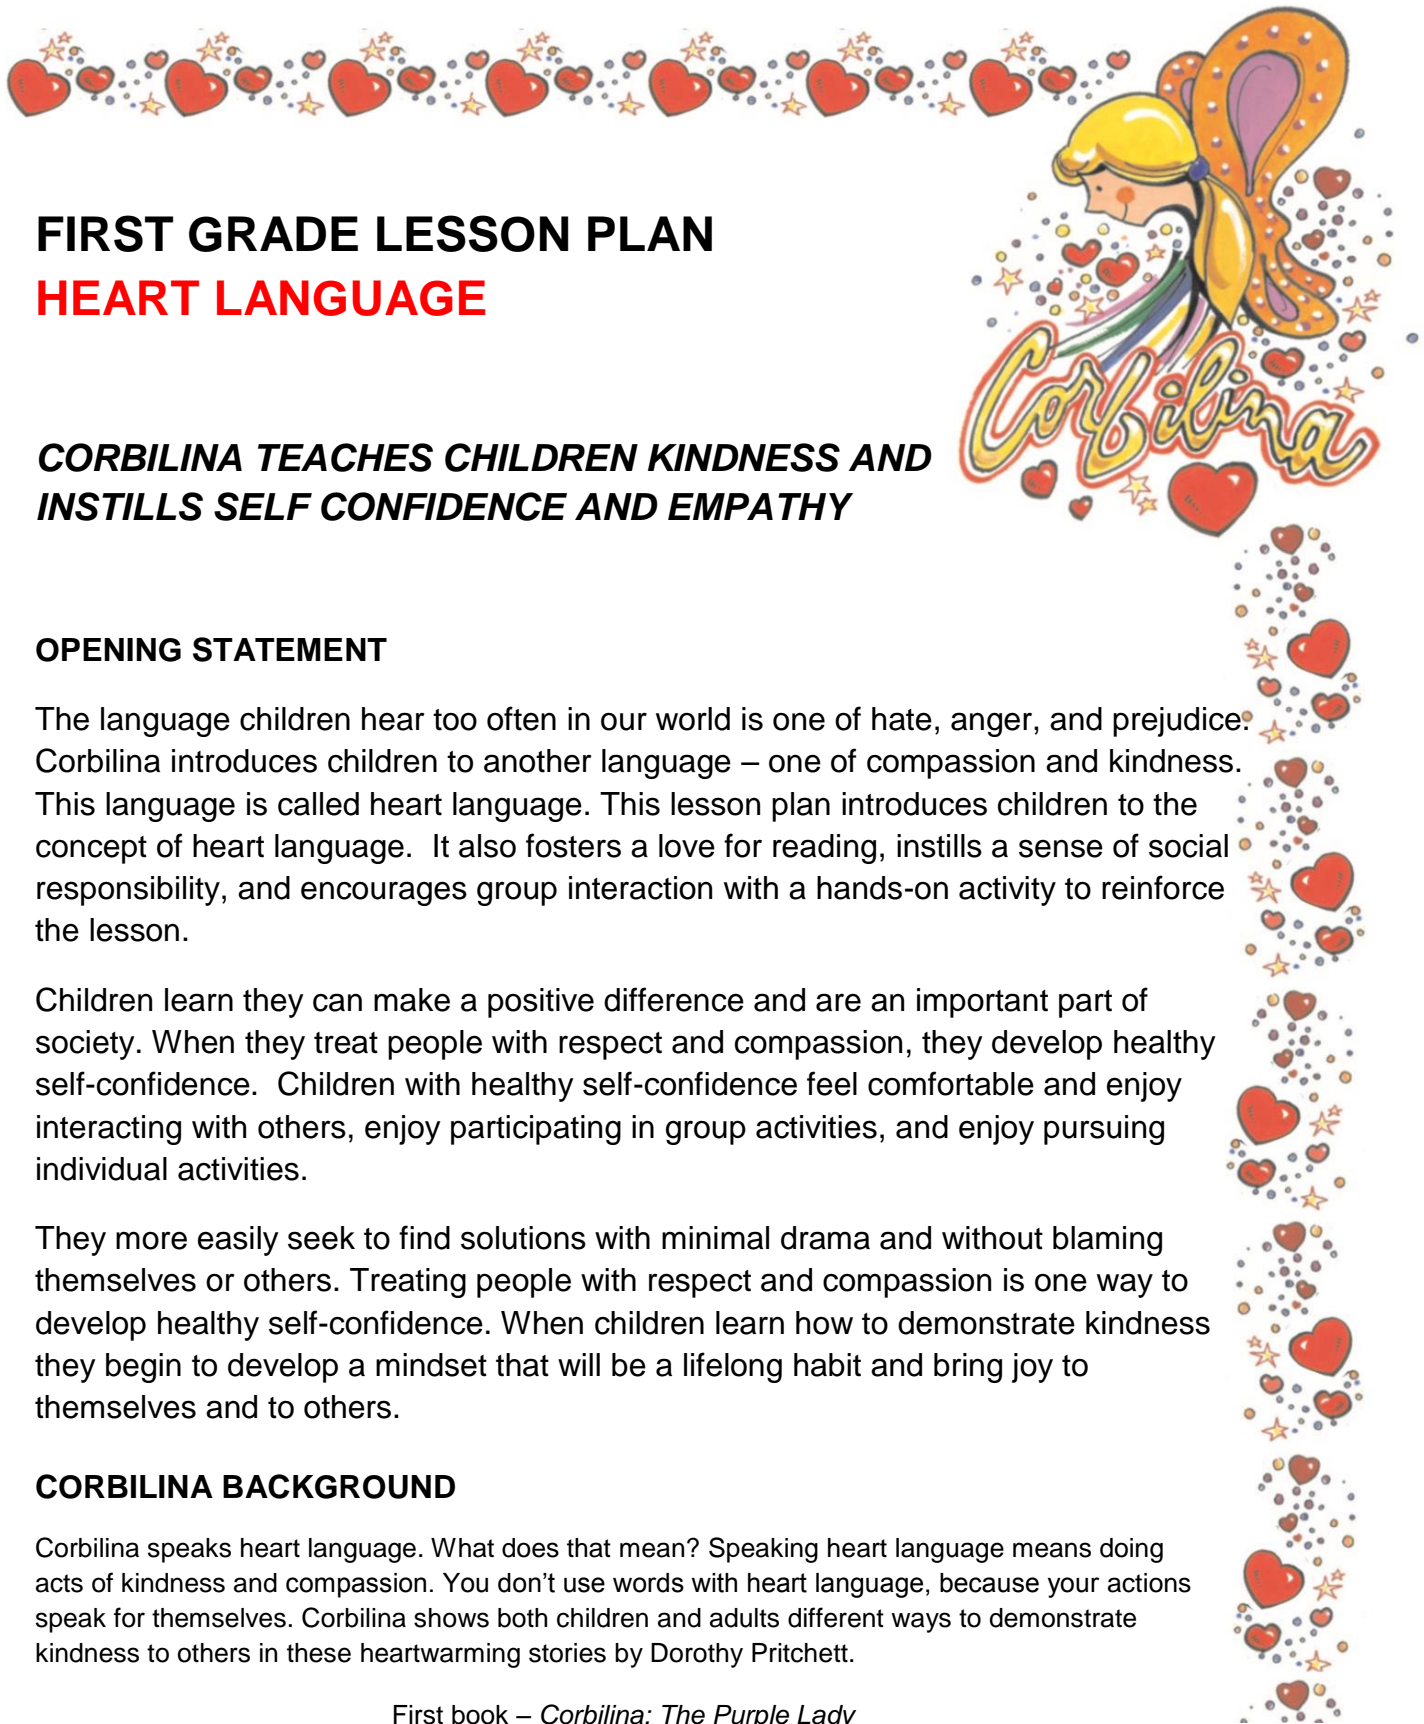 Corbilina
FIRST GRADE LESSON PLAN
HEART LANGUAGE
CORBILINA TEACHES CHILDREN KINDNESS AND
INSTILLS SELF CONFIDENCE AND EMPATHY
OPENING STATEMENT
The language children hear too often in our world is one of hate, anger, and prejudice.
Corbilina introduces children to another language – one of compassion and kindness.
This language is called heart language. This lesson plan introduces children to the
concept of heart language.  It also fosters a love for reading, instills a sense of social
responsibility, and encourages group interaction with a hands-on activity to reinforce
the lesson.
Children learn they can make a positive difference and are an important part of
society. When they treat people with respect and compassion, they develop healthy
self-confidence.  Children with healthy self-confidence feel comfortable and enjoy
interacting with others, enjoy participating in group activities, and enjoy pursuing
individual activities.
They more easily seek to find solutions with minimal drama and without blaming
themselves or others. Treating people with respect and compassion is one way to
develop healthy self-confidence. When children learn how to demonstrate kindness
they begin to develop a mindset that will be a lifelong habit and bring joy to
themselves and to others.
CORBILINA BACKGROUND
Corbilina speaks heart language. What does that mean? Speaking heart language means doing
acts of kindness and compassion. You don’t use words with heart language, because your actions
speak for themselves. Corbilina shows both children and adults different ways to demonstrate
kindness to others in these heartwarming stories by Dorothy Pritchett.
First book – Corbilina: The Purple Lady